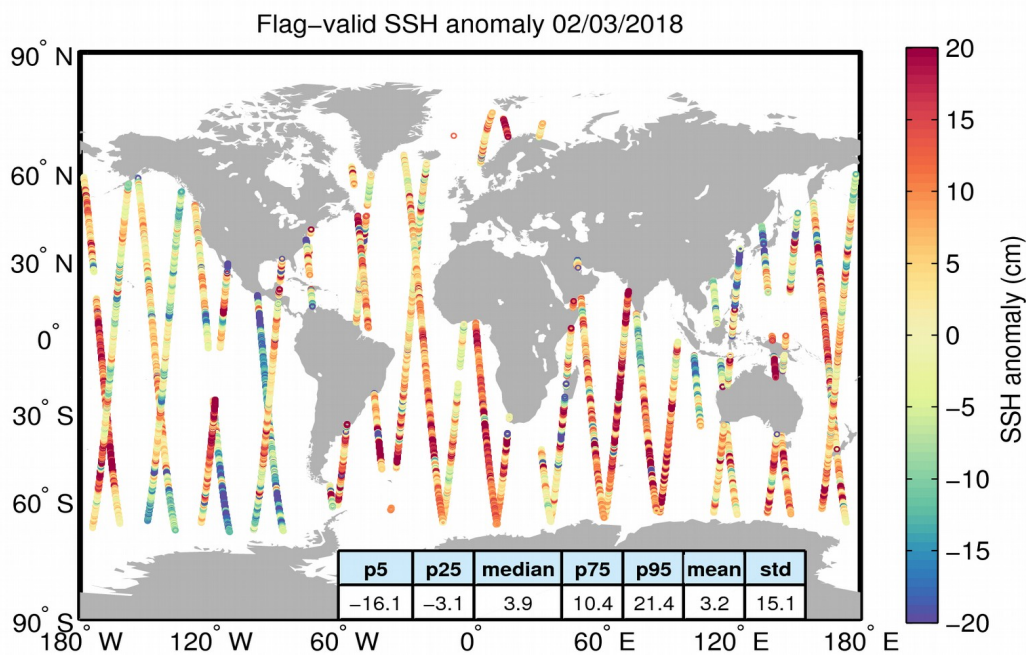 Flag−valid SSH anomaly 02/03/2018
90° N
60° N
30° N
0°
30° S
60° S
90° S
180° W
120° W
60° W
0°
60° E
120° E
180° E
p5 p25 median p75 p95 mean std
−16.1 −3.1 3.9 10.4 21.4 3.2 15.1
20
15
10
5
0
−5
−10
−15
−20
SSH anomaly (cm)